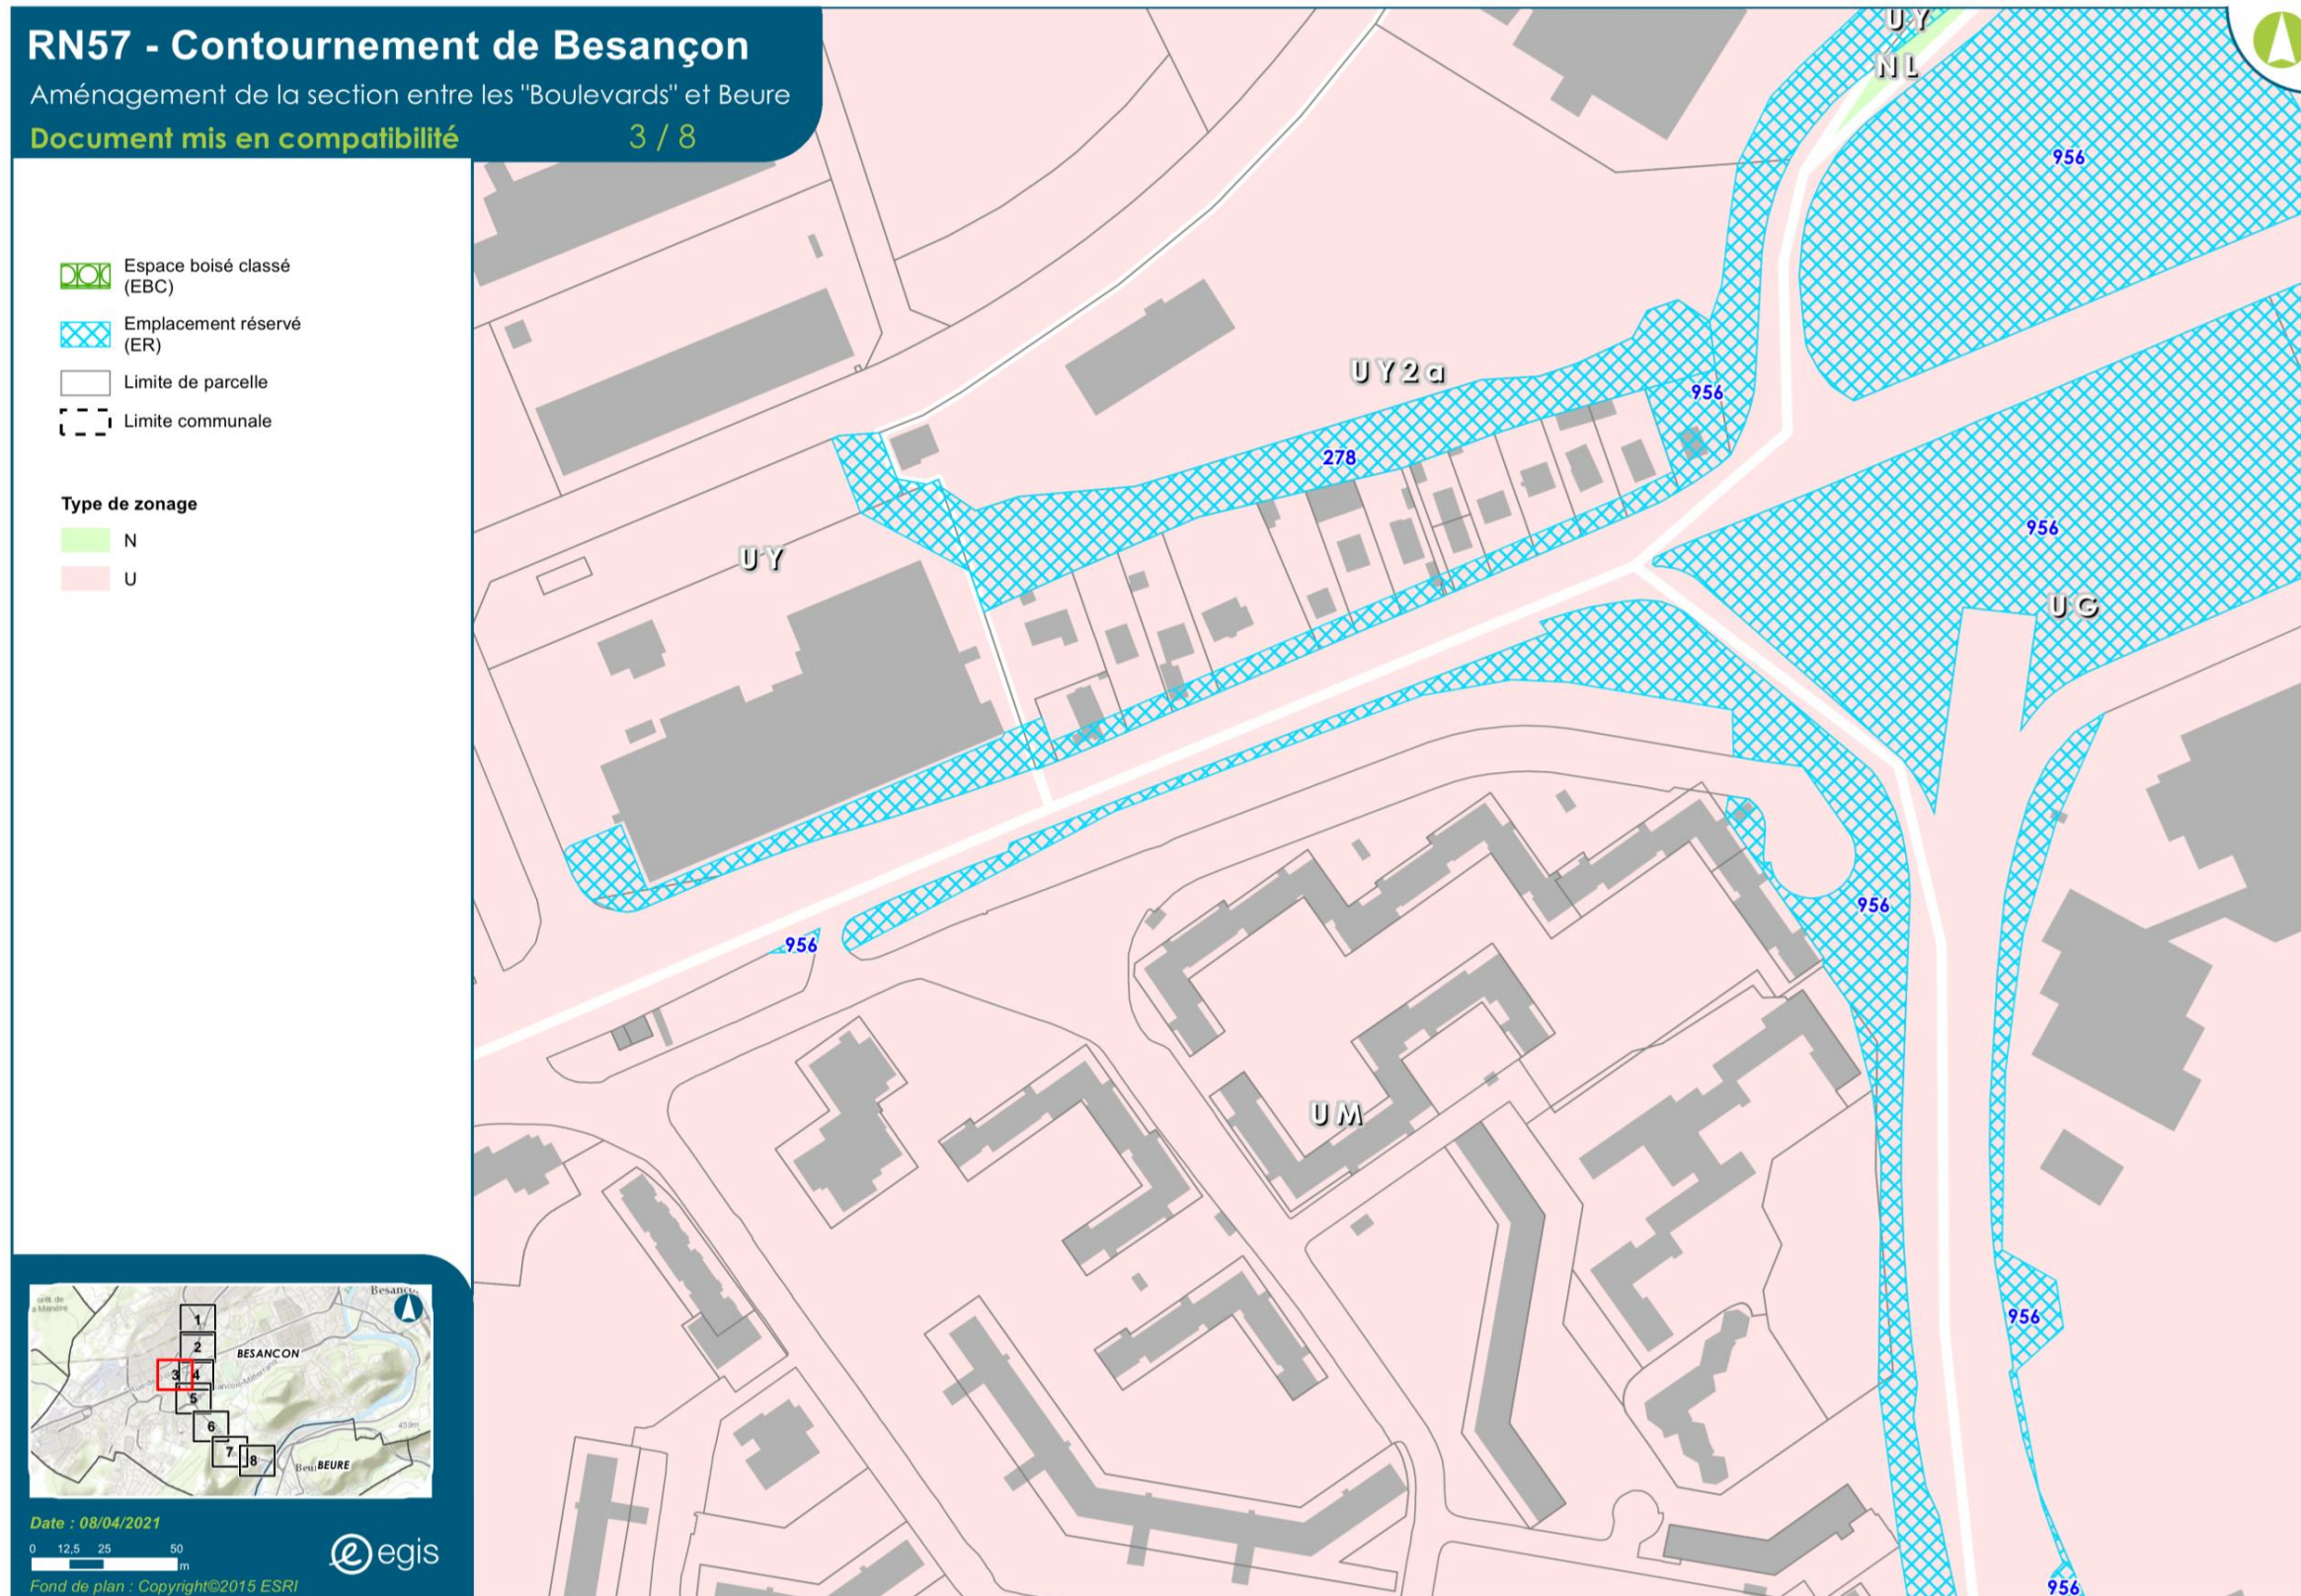 RN57 - Contournement de Besançon
Aménagement de la section entre les "Boulevards" et Beure
Document mis en compatibilité 3 / 8
Espace boisé classé
(EBC)
Emplacement réservé
(ER)
Limite de parcelle
Limite communale
Type de zonage
N
U
UY
NL
956
UY2a
956
278
956
UY
UG
956
956
UM
956
956
Besanç
1
2
BESANCON
3
4
5
6
7
8
BEURE
Date : 08/04/2021
0 12,5 25 50
m
egis
Fond de plan : Copyright©2015 ESRI